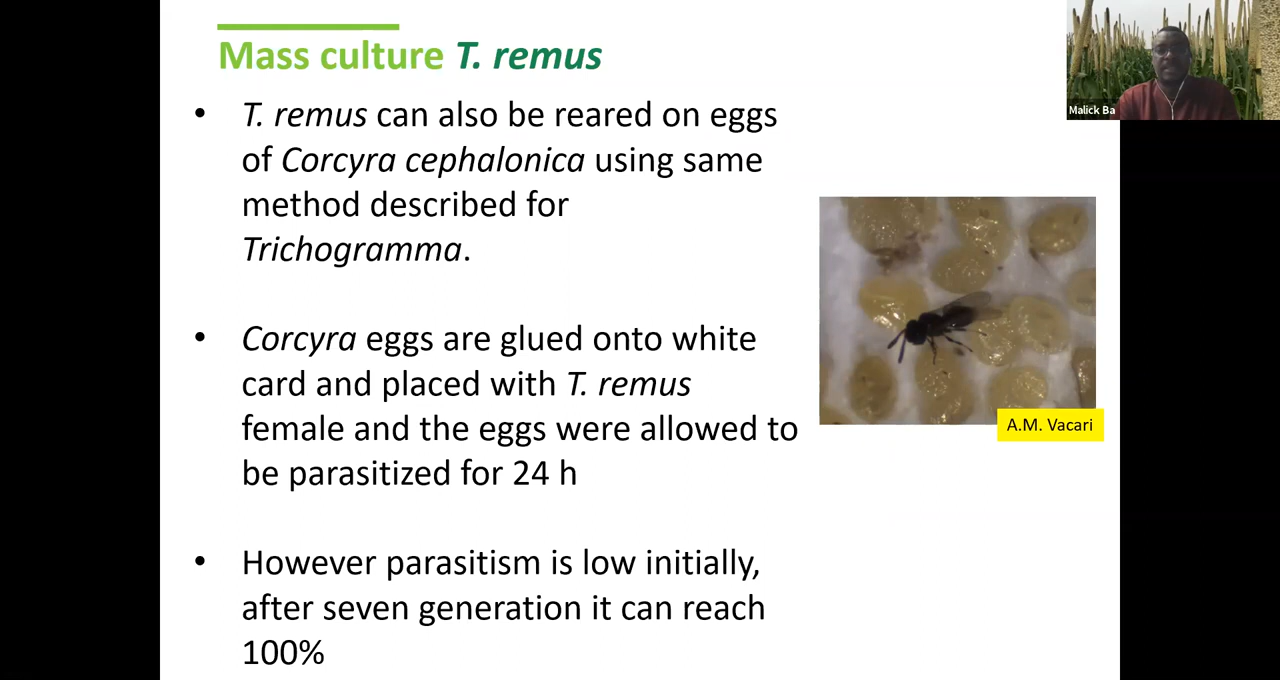 Mass culture T. remus
Malick Ba
• T. remus can also be reared on eggs
of Corcyra cephalonica using same
method described for
Trichogramma.
• Corcyra eggs are glued onto white
card and placed with T. remus
female and the eggs were allowed to
be parasitized for 24 h
A.M. Vacari
• However parasitism is low initially,
after seven generation it can reach
100%